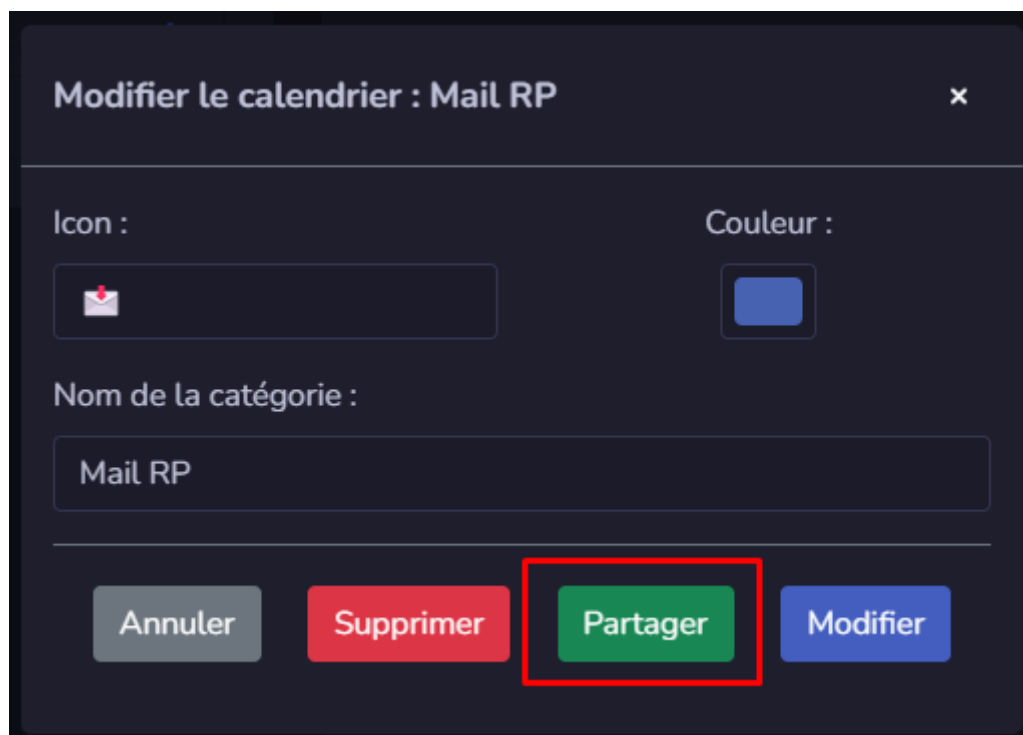 Modifier le calendrier : Mail RP ×
Icon :
Couleur :
Nom de la catégorie :
Mail RP
Annuler Supprimer Partager Modifier